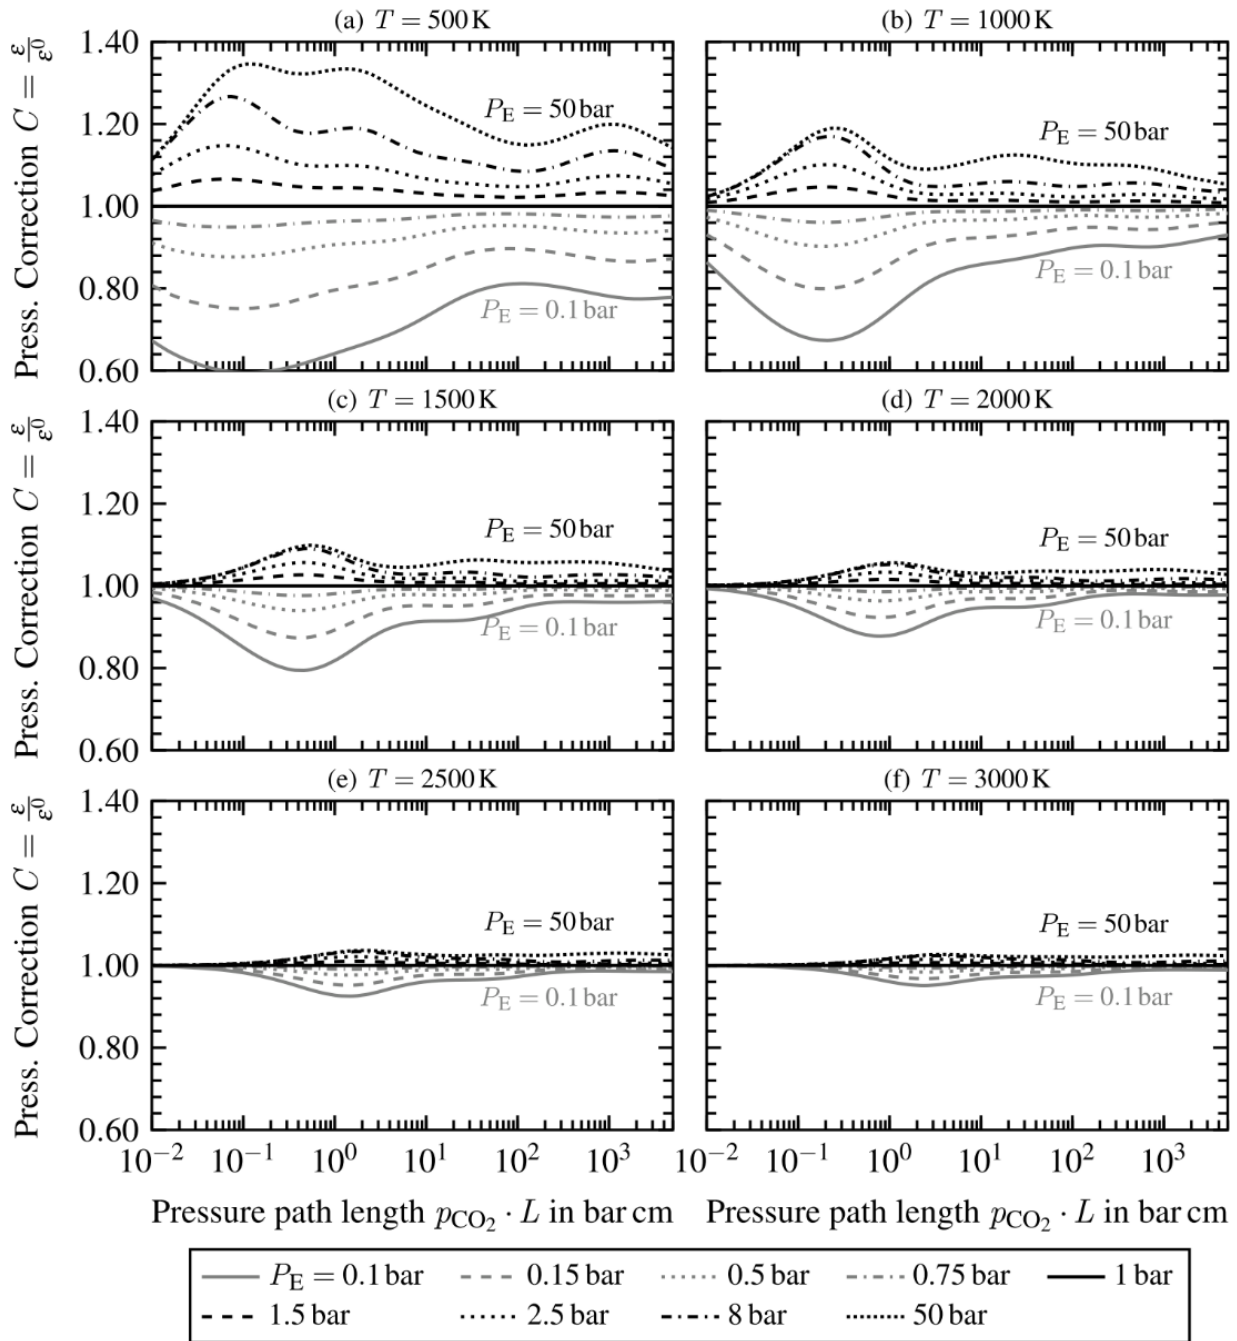 (a) T = 500 K
(b) T = 1000 K
Press. Correction C = ε/ε⁰
1.40
1.20
1.00
0.80
0.60
P_E = 50 bar
P_E = 0.1 bar
P_E = 50 bar
P_E = 0.1 bar
(c) T = 1500 K
(d) T = 2000 K
Press. Correction C = ε/ε⁰
1.40
1.20
1.00
0.80
0.60
P_E = 50 bar
P_E = 0.1 bar
P_E = 50 bar
P_E = 0.1 bar
(e) T = 2500 K
(f) T = 3000 K
Press. Correction C = ε/ε⁰
1.40
1.20
1.00
0.80
0.60
P_E = 50 bar
P_E = 0.1 bar
P_E = 50 bar
P_E = 0.1 bar
10⁻² 10⁻¹ 10⁰ 10¹ 10² 10³
10⁻² 10⁻¹ 10⁰ 10¹ 10² 10³
Pressure path length p_CO₂ · L in bar cm
Pressure path length p_CO₂ · L in bar cm
P_E = 0.1 bar 0.15 bar 0.5 bar 0.75 bar 1 bar
1.5 bar 2.5 bar 8 bar 50 bar